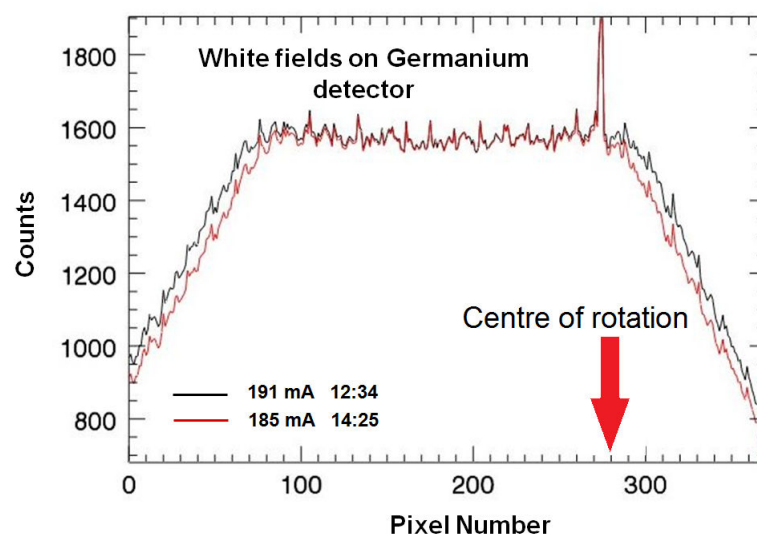 White fields on Germanium
detector
1800
1600
1400
1200
1000
800
Counts
Centre of rotation
191 mA 12:34
185 mA 14:25
0 100 200 300
Pixel Number